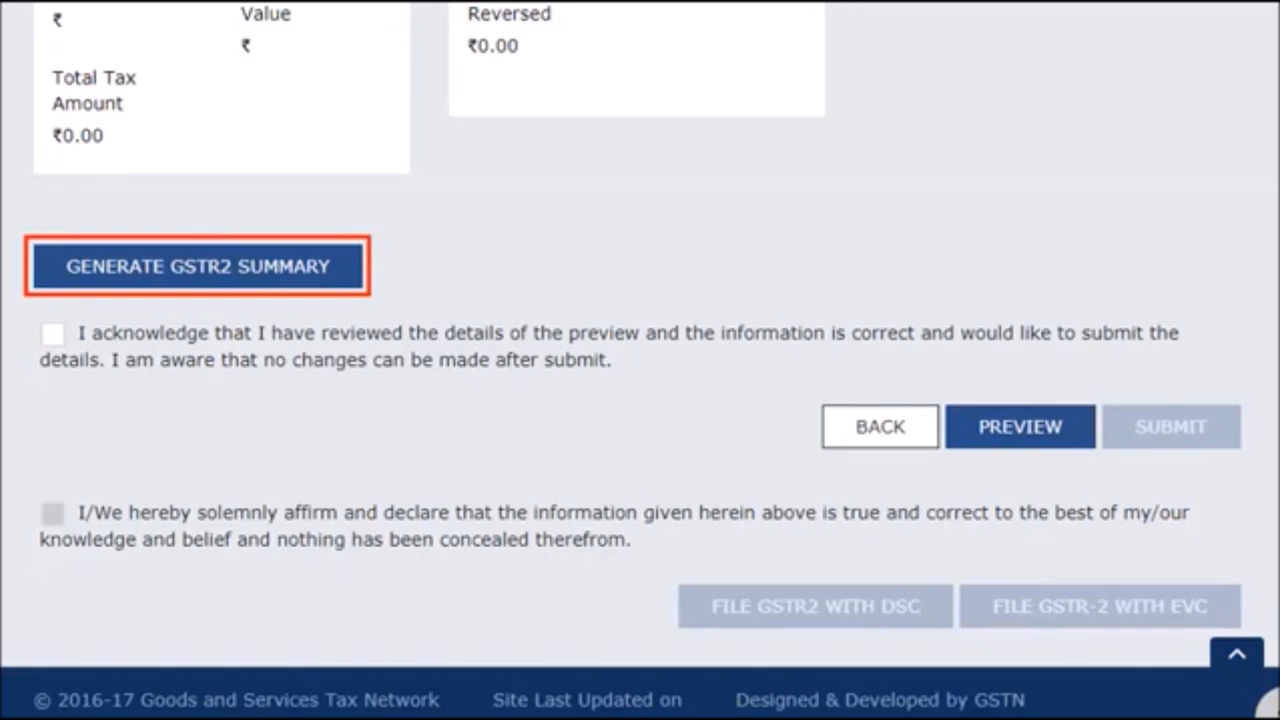 ₹
Value
₹
Total Tax
Amount
₹0.00
Reversed
₹0.00
GENERATE GSTR2 SUMMARY
I acknowledge that I have reviewed the details of the preview and the information is correct and would like to submit the
details. I am aware that no changes can be made after submit.
BACK PREVIEW SUBMIT
I/We hereby solemnly affirm and declare that the information given herein above is true and correct to the best of my/our
knowledge and belief and nothing has been concealed therefrom.
FILE GSTR2 WITH DSC FILE GSTR-2 WITH EVC
© 2016-17 Goods and Services Tax Network Site Last Updated on Designed & Developed by GSTN